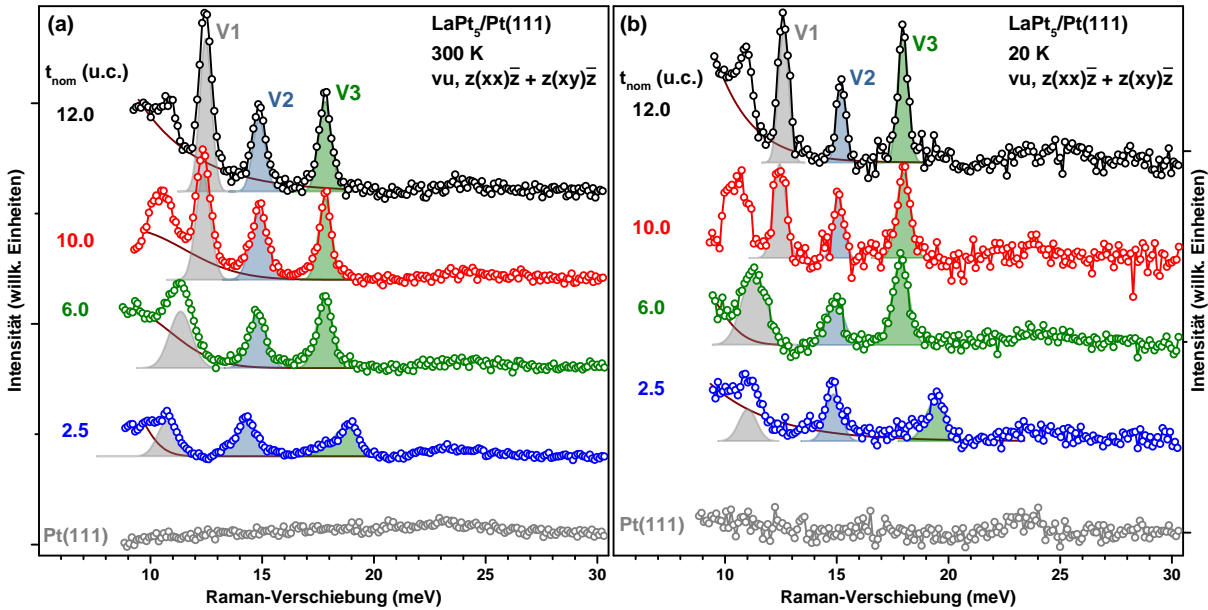 (a)
V1
LaPt₅/Pt(111)
300 K
vu, z(xx)z̅ + z(xy)z̅
t_nom (u.c.)
12.0
V2
V3
10.0
6.0
2.5
Pt(111)
Intensität (willk. Einheiten)
10 15 20 25 30
Raman-Verschiebung (meV)
(b)
V1
LaPt₅/Pt(111)
20 K
vu, z(xx)z̅ + z(xy)z̅
t_nom (u.c.)
12.0
V2
V3
10.0
6.0
2.5
Pt(111)
Intensität (willk. Einheiten)
10 15 20 25 30
Raman-Verschiebung (meV)